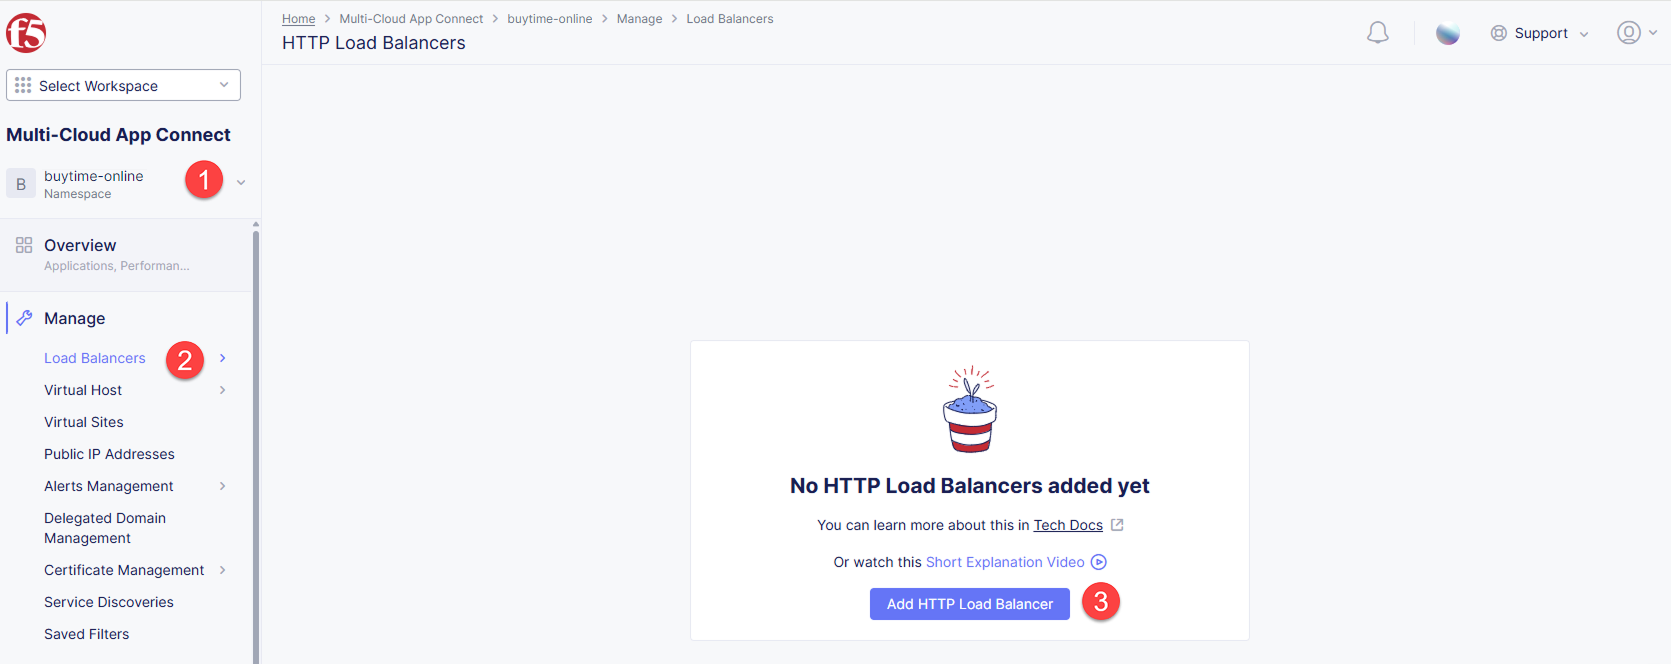 f5
Home > Multi-Cloud App Connect > buytime-online > Manage > Load Balancers
HTTP Load Balancers
Support
Select Workspace
Multi-Cloud App Connect
B
buytime-online
Namespace
1
Overview
Applications, Performan...
Manage
Load Balancers
2
Virtual Host
Virtual Sites
Public IP Addresses
Alerts Management
Delegated Domain
Management
Certificate Management
Service Discoveries
Saved Filters
No HTTP Load Balancers added yet
You can learn more about this in Tech Docs
Or watch this Short Explanation Video
Add HTTP Load Balancer
3